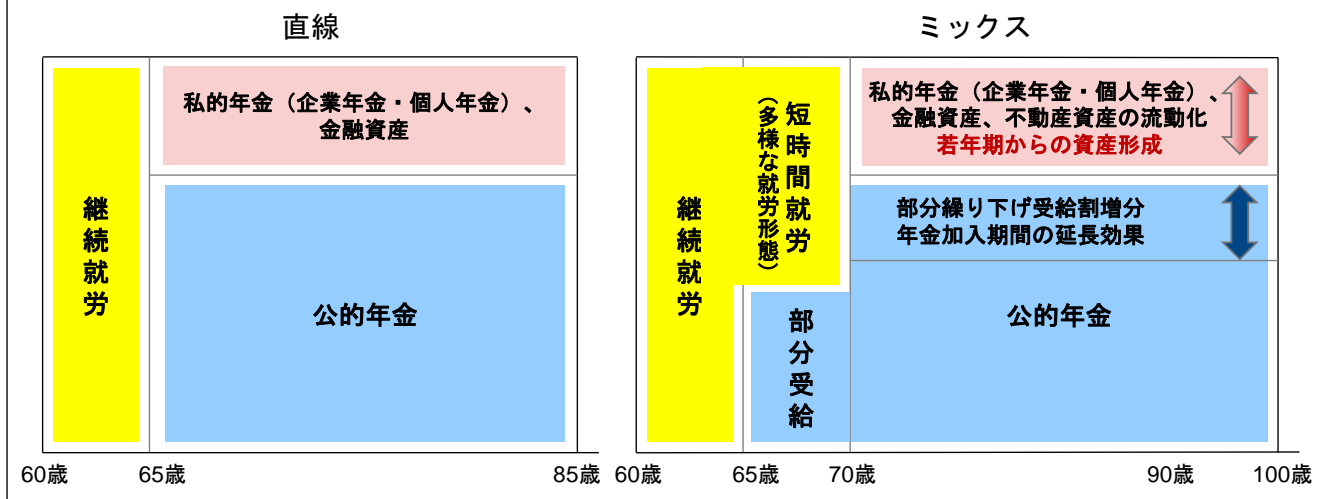 直線
継続就労
私的年金（企業年金・個人年金）、
金融資産
公的年金
60歳
65歳
85歳
ミックス
継続就労
短時間就労
（多様な就労形態）
部分受給
私的年金（企業年金・個人年金）、
金融資産、不動産資産の流動化
若年期からの資産形成
部分繰り下げ受給割増分
年金加入期間の延長効果
公的年金
60歳
65歳
70歳
90歳
100歳